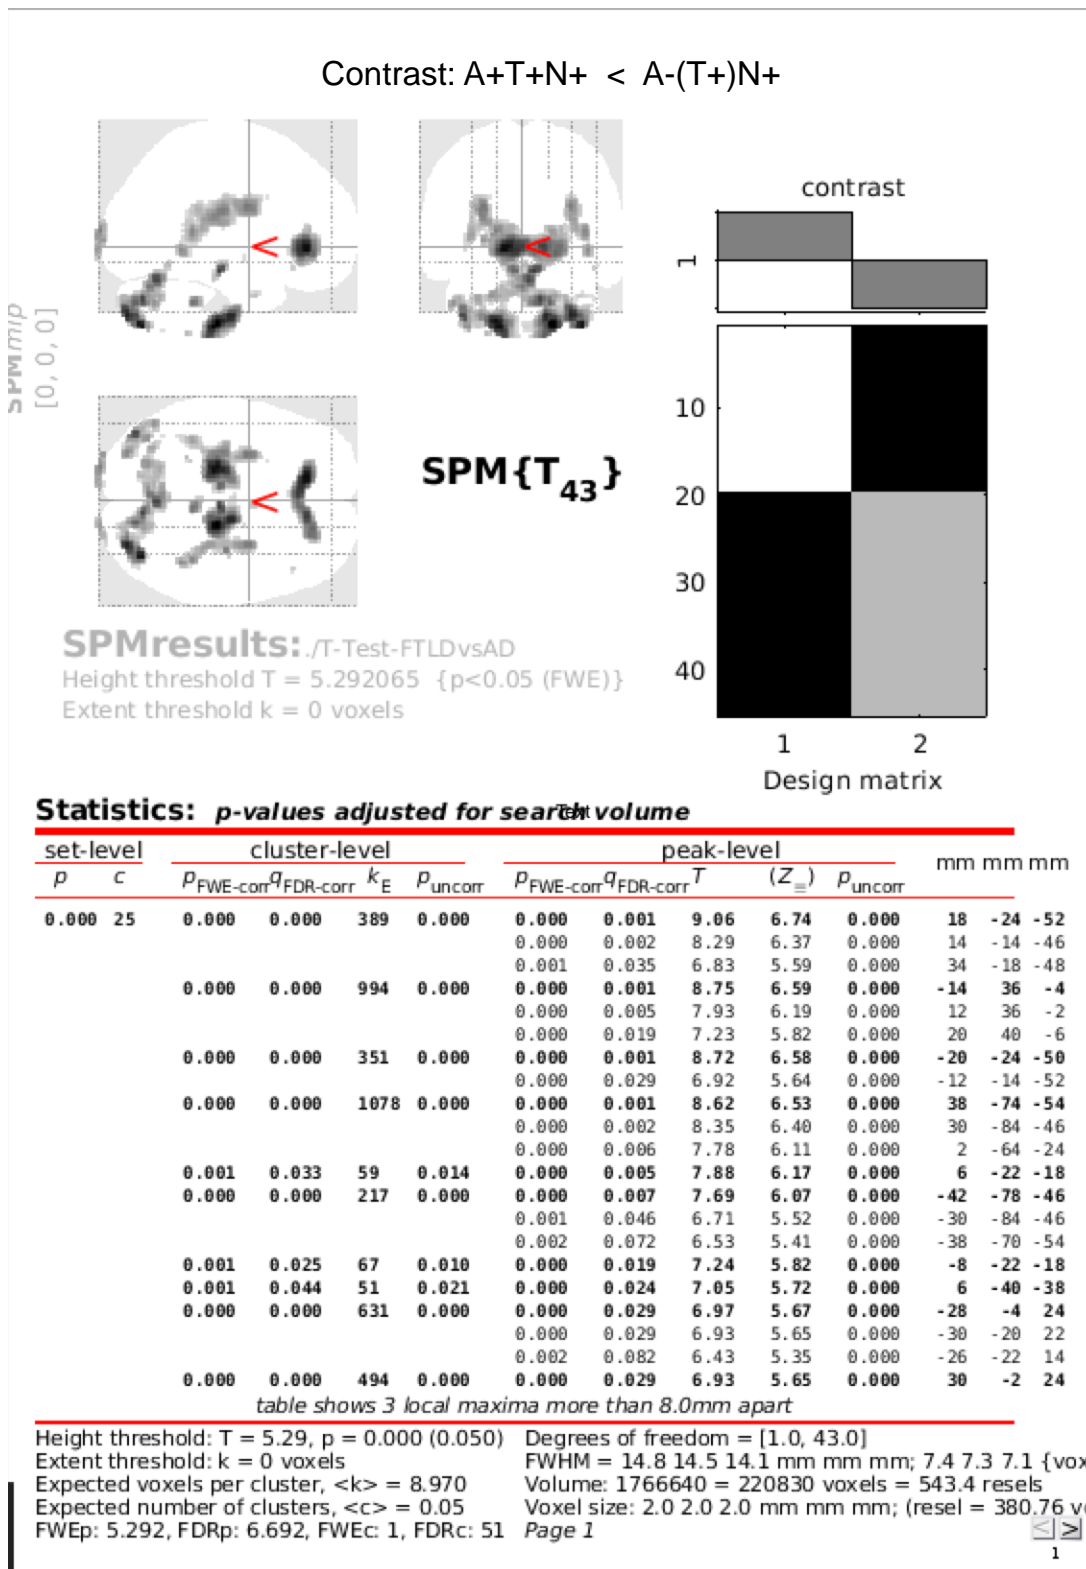 Contrast: A+T+N+ < A-(T+)N+
<
<
<
SPMmip
[0, 0, 0]
SPM{T43}
contrast
1
10
20
30
40
1 2
Design matrix
SPMresults: ./T-Test-FTLDvsAD
Height threshold T = 5.292065 {p<0.05 (FWE)}
Extent threshold k = 0 voxels
Statistics: p-values adjusted for search volume
Text
set-level cluster-level peak-level mm mm mm
p c pFWE-corr qFDR-corr kE puncorr pFWE-corr qFDR-corr T (Z≡) puncorr
0.000 25 0.000 0.000 389 0.000 0.000 0.001 9.06 6.74 0.000 18 -24 -52
0.000 0.002 8.29 6.37 0.000 14 -14 -46
0.001 0.035 6.83 5.59 0.000 34 -18 -48
0.000 0.000 994 0.000 0.000 0.001 8.75 6.59 0.000 -14 36 -4
0.000 0.005 7.93 6.19 0.000 12 36 -2
0.000 0.019 7.23 5.82 0.000 20 40 -6
0.000 0.000 351 0.000 0.000 0.001 8.72 6.58 0.000 -20 -24 -50
0.000 0.029 6.92 5.64 0.000 -12 -14 -52
0.000 0.000 1078 0.000 0.000 0.001 8.62 6.53 0.000 38 -74 -54
0.000 0.002 8.35 6.40 0.000 30 -84 -46
0.000 0.006 7.78 6.11 0.000 2 -64 -24
0.001 0.033 59 0.014 0.000 0.005 7.88 6.17 0.000 6 -22 -18
0.000 0.000 217 0.000 0.000 0.007 7.69 6.07 0.000 -42 -78 -46
0.001 0.046 6.71 5.52 0.000 -30 -84 -46
0.002 0.072 6.53 5.41 0.000 -38 -70 -54
0.001 0.025 67 0.010 0.000 0.019 7.24 5.82 0.000 -8 -22 -18
0.001 0.044 51 0.021 0.000 0.024 7.05 5.72 0.000 6 -40 -38
0.000 0.000 631 0.000 0.000 0.029 6.97 5.67 0.000 -28 -4 24
0.000 0.029 6.93 5.65 0.000 -30 -20 22
0.002 0.082 6.43 5.35 0.000 -26 -22 14
0.000 0.000 494 0.000 0.000 0.029 6.93 5.65 0.000 30 -2 24
table shows 3 local maxima more than 8.0mm apart
Height threshold: T = 5.29, p = 0.000 (0.050) Degrees of freedom = [1.0, 43.0]
Extent threshold: k = 0 voxels FWHM = 14.8 14.5 14.1 mm mm mm; 7.4 7.3 7.1 {vox
Expected voxels per cluster, <k> = 8.970 Volume: 1766640 = 220830 voxels = 543.4 resels
Expected number of clusters, <c> = 0.05 Voxel size: 2.0 2.0 2.0 mm mm mm; (resel = 380.76 vo
FWEp: 5.292, FDRp: 6.692, FWEc: 1, FDRc: 51 Page 1
< >
1